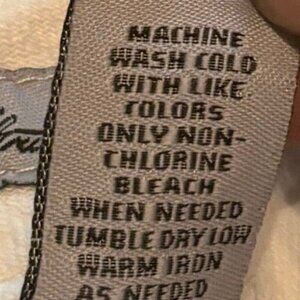 MACHINE
WASH COLD
WITH LIKE
COLORS
ONLY NON-
CHLORINE
BLEACH
WHEN NEEDED
TUMBLE DRY LOW
WARM IRON
AS NEEDED